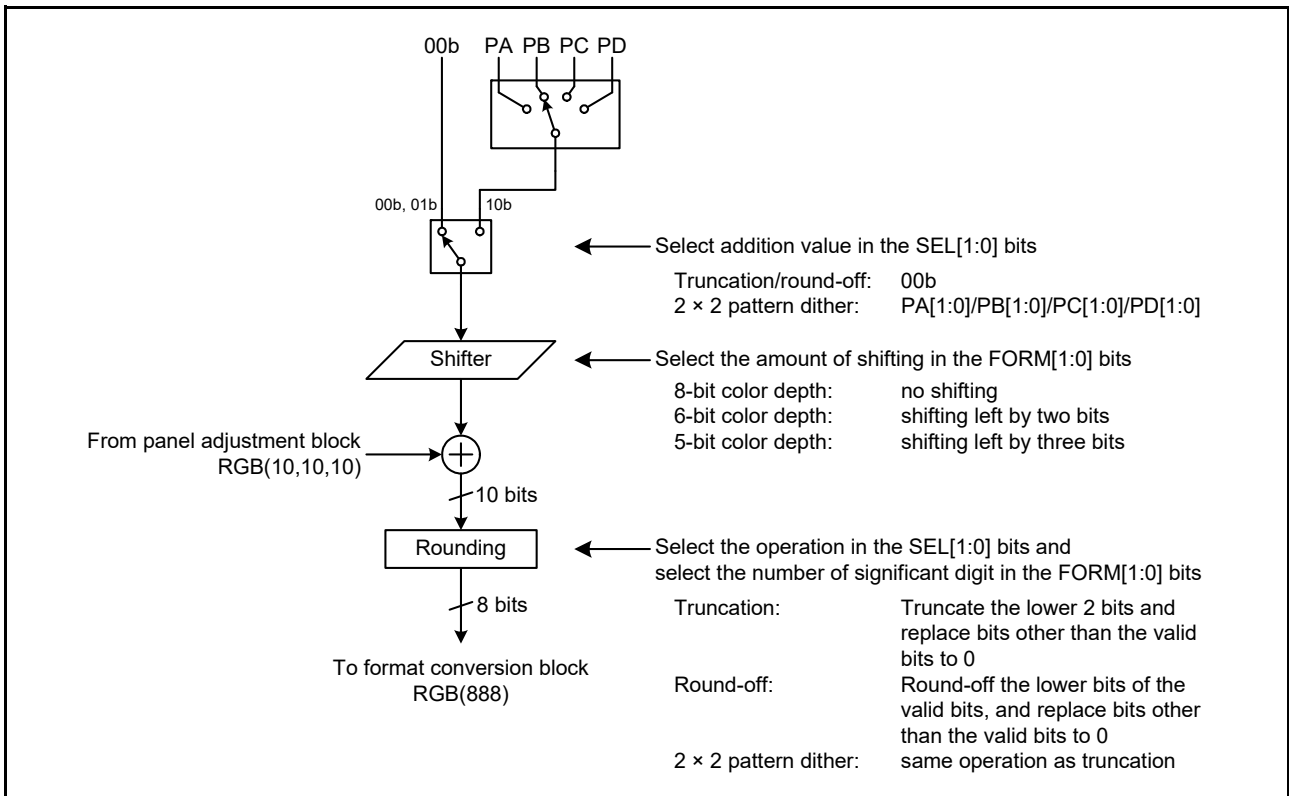 00b PA PB PC PD
00b, 01b 10b
Select addition value in the SEL[1:0] bits
Truncation/round-off: 00b
2 × 2 pattern dither: PA[1:0]/PB[1:0]/PC[1:0]/PD[1:0]
Shifter
Select the amount of shifting in the FORM[1:0] bits
8-bit color depth: no shifting
6-bit color depth: shifting left by two bits
5-bit color depth: shifting left by three bits
From panel adjustment block
RGB(10,10,10)
10 bits
Rounding
Select the operation in the SEL[1:0] bits and
select the number of significant digit in the FORM[1:0] bits
8 bits
Truncation: Truncate the lower 2 bits and
replace bits other than the valid
bits to 0
To format conversion block
RGB(888)
Round-off: Round-off the lower bits of the
valid bits, and replace bits other
than the valid bits to 0
2 × 2 pattern dither: same operation as truncation